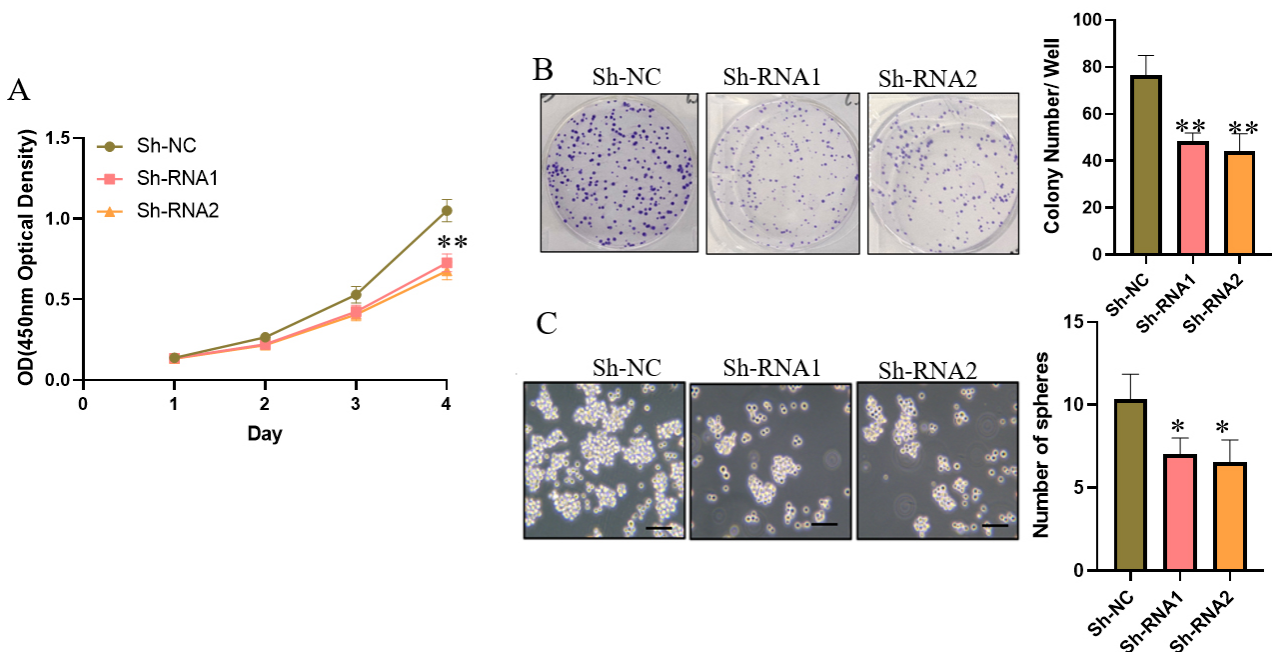 A
OD(450nm Optical Density)
1.5
1.0
0.5
0.0
Sh-NC
Sh-RNA1
Sh-RNA2
**
0 1 2 3 4
Day
B
Sh-NC Sh-RNA1 Sh-RNA2
Colony Number/ Well
100
80
60
40
20
0
** **
Sh-NC
Sh-RNA1
Sh-RNA2
C
Sh-NC Sh-RNA1 Sh-RNA2
Number of spheres
15
10
5
0
* *
Sh-NC
Sh-RNA1
Sh-RNA2